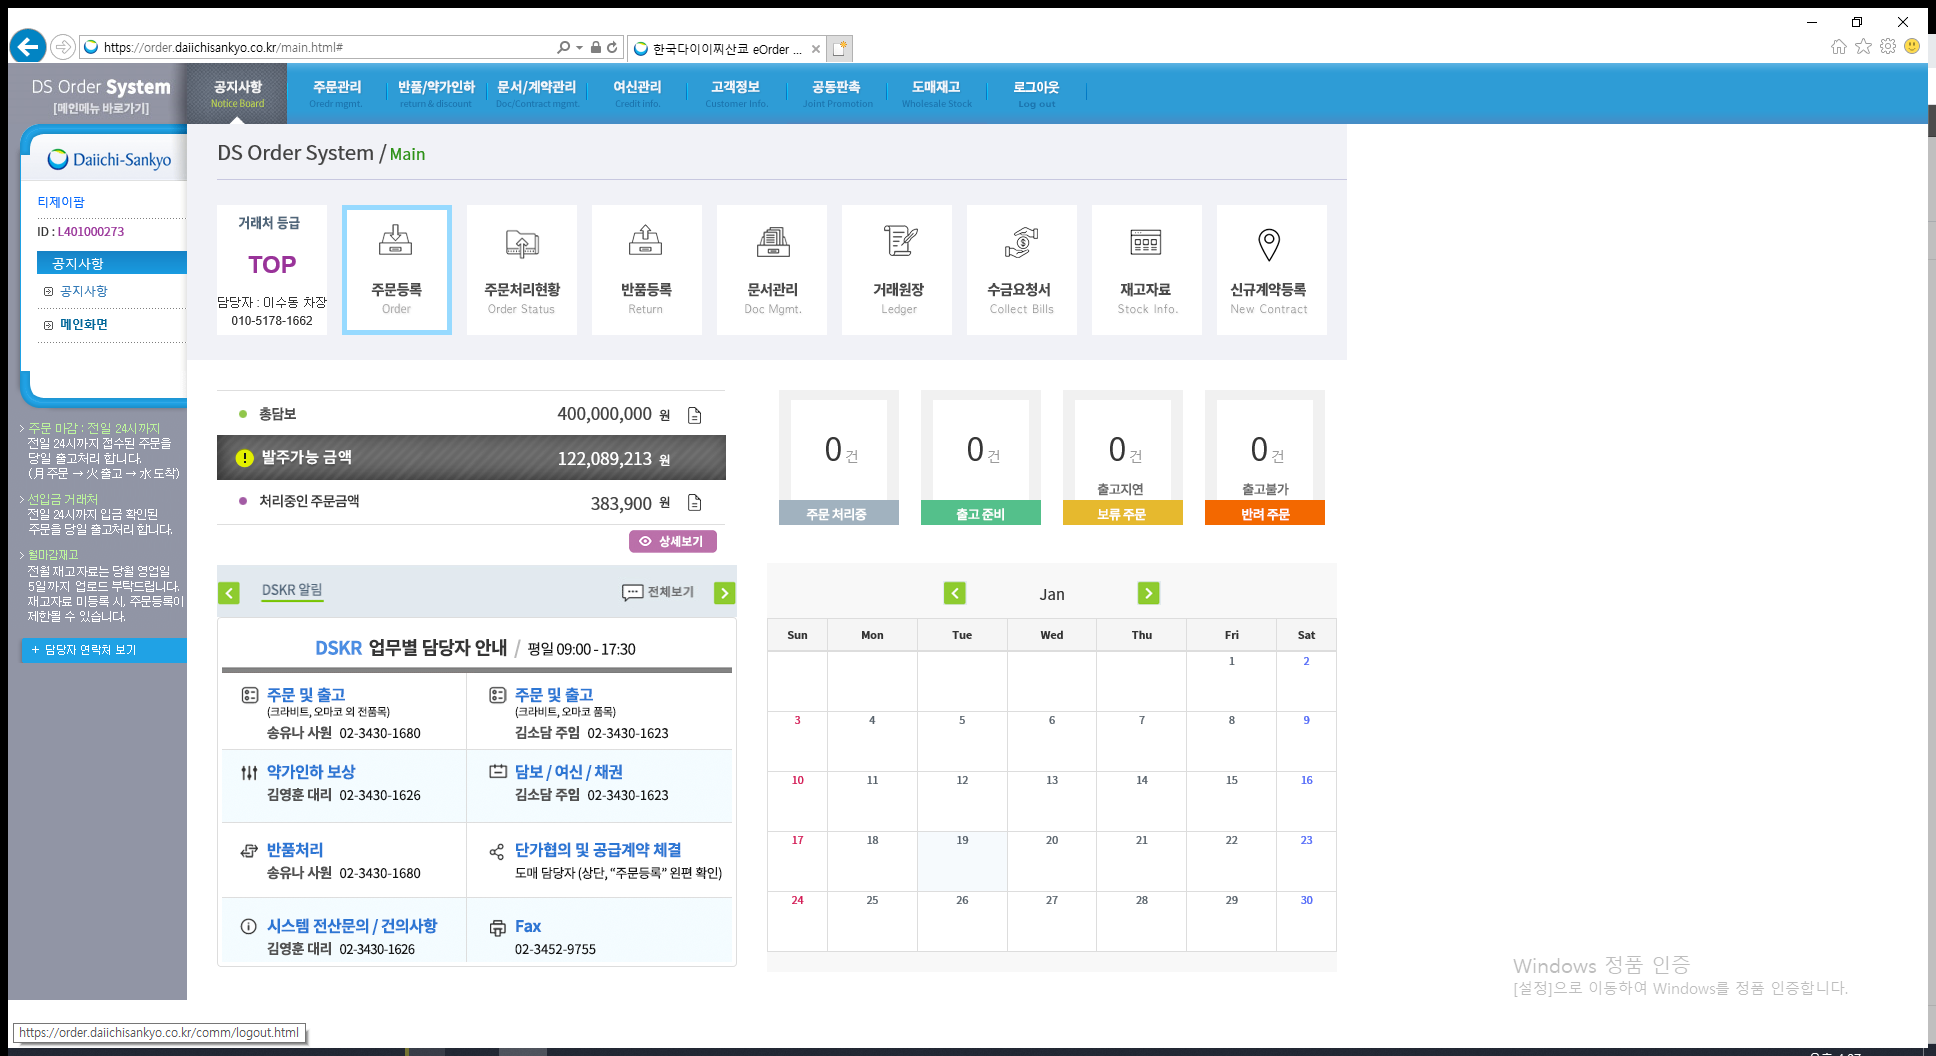 https://order.daiichisankyo.co.kr/main.html#
한국다이이찌산쿄 eOrder ...
DS Order System
[메인메뉴 바로가기]
공지사항
Notice Board
주문관리
Oredr mgmt.
반품/약가인하
return & discount
문서/계약관리
Doc/Contract mgmt.
여신관리
Credit info.
고객정보
Customer Info.
공동판촉
Joint Promotion
도매재고
Wholesale Stock
로그아웃
Log out
Daiichi-Sankyo
티제이팜
ID : L401000273
공지사항
공지사항
메인화면
> 주문 마감 : 전일 24시까지
전일 24시까지 접수된 주문을
당일 출고처리 합니다.
(月 주문 → 火 출고 → 水 도착)
> 선입금 거래처
전일 24시까지 입금 확인된
주문을 당일 출고처리 합니다.
> 월마감재고
전월 재고자료는 당월 영업일
5일까지 업로드 부탁드립니다.
재고자료 미등록 시, 주문등록이
제한될 수 있습니다.
+ 담당자 연락처 보기
DS Order System / Main
거래처 등급
TOP
담당자 : 이수동 차장
010-5178-1662
주문등록
Order
주문처리현황
Order Status
반품등록
Return
문서관리
Doc Mgmt.
거래원장
Ledger
수금요청서
Collect Bills
재고자료
Stock Info.
신규계약등록
New Contract
총담보 400,000,000 원
발주가능 금액 122,089,213 원
처리중인 주문금액 383,900 원
상세보기
0 건
주문 처리중
0 건
출고 준비
0 건
출고지연
보류 주문
0 건
출고불가
반려 주문
DSKR 알림
전체보기
DSKR 업무별 담당자 안내 / 평일 09:00 - 17:30
주문 및 출고
(크라비트, 오마코 외 전품목)
송유나 사원 02-3430-1680
주문 및 출고
(크라비트, 오마코 품목)
김소담 주임 02-3430-1623
약가인하 보상
김영훈 대리 02-3430-1626
담보 / 여신 / 채권
김소담 주임 02-3430-1623
반품처리
송유나 사원 02-3430-1680
단가협의 및 공급계약 체결
도매 담당자 (상단, “주문등록” 왼편 확인)
시스템 전산문의 / 건의사항
김영훈 대리 02-3430-1626
Fax
02-3452-9755
Jan
Sun Mon Tue Wed Thu Fri Sat
1 2
3 4 5 6 7 8 9
10 11 12 13 14 15 16
17 18 19 20 21 22 23
24 25 26 27 28 29 30
Windows 정품 인증
[설정]으로 이동하여 Windows를 정품 인증합니다.
https://order.daiichisankyo.co.kr/comm/logout.html